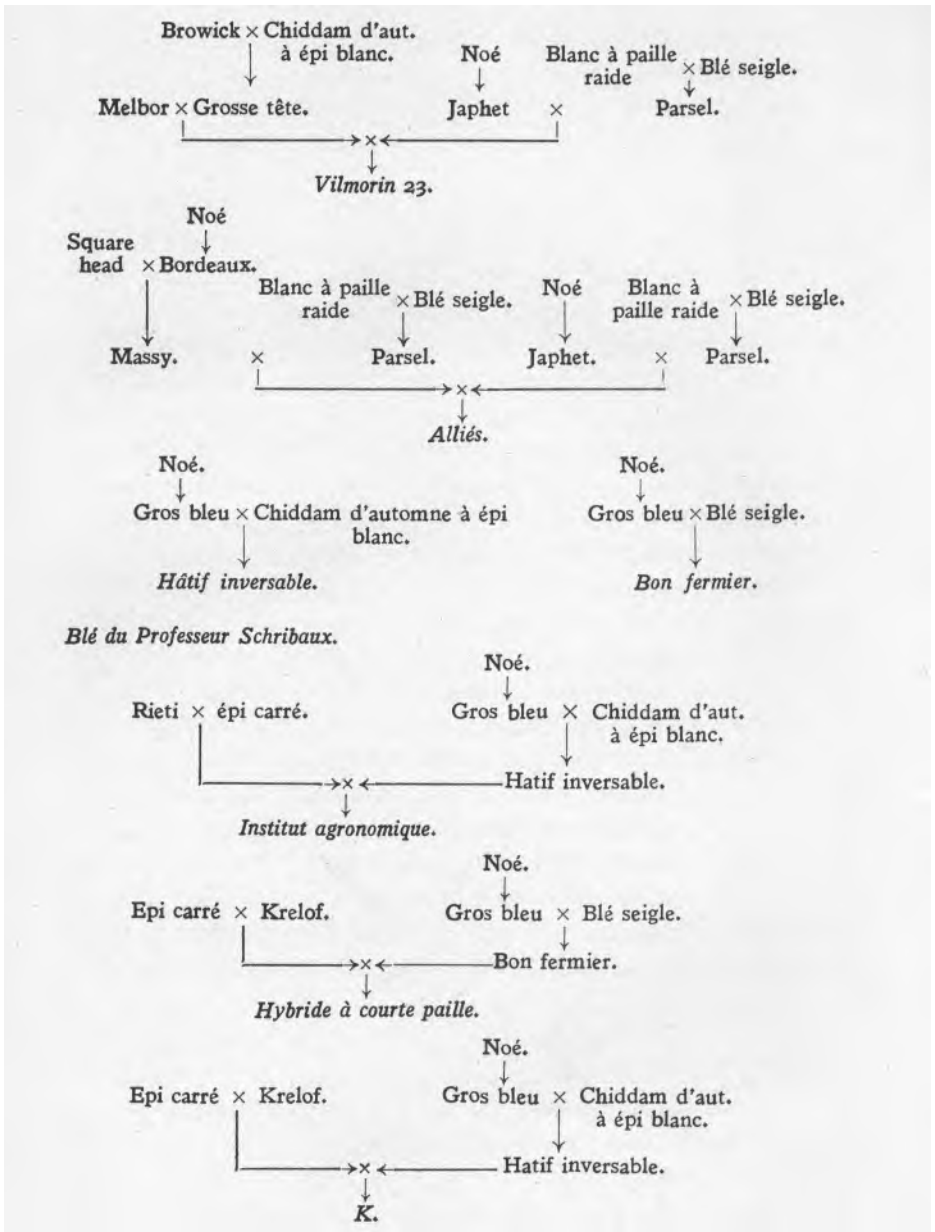 Browick × Chiddam d'aut.
à épi blanc.
Noé
Blanc à paille
raide
× Blé seigle.
Melbor × Grosse tête.
Japhet × Parsel.
×
Vilmorin 23.
Noé
Square
head × Bordeaux.
Blanc à paille
raide
× Blé seigle.
Noé
Blanc à
paille raide
× Blé seigle.
Massy. × Parsel.
Japhet. × Parsel.
×
Alliés.
Noé.
Gros bleu × Chiddam d'automne à épi
blanc.
Hâtif inversable.
Noé.
Gros bleu × Blé seigle.
Bon fermier.
Blé du Professeur Schribaux.
Noé.
Rieti × épi carré.
Gros bleu × Chiddam d'aut.
à épi blanc.
× Hatif inversable.
Institut agronomique.
Noé.
Epi carré × Krelof.
Gros bleu × Blé seigle.
× Bon fermier.
Hybride à courte paille.
Noé.
Epi carré × Krelof.
Gros bleu × Chiddam d'aut.
à épi blanc.
× Hatif inversable.
K.